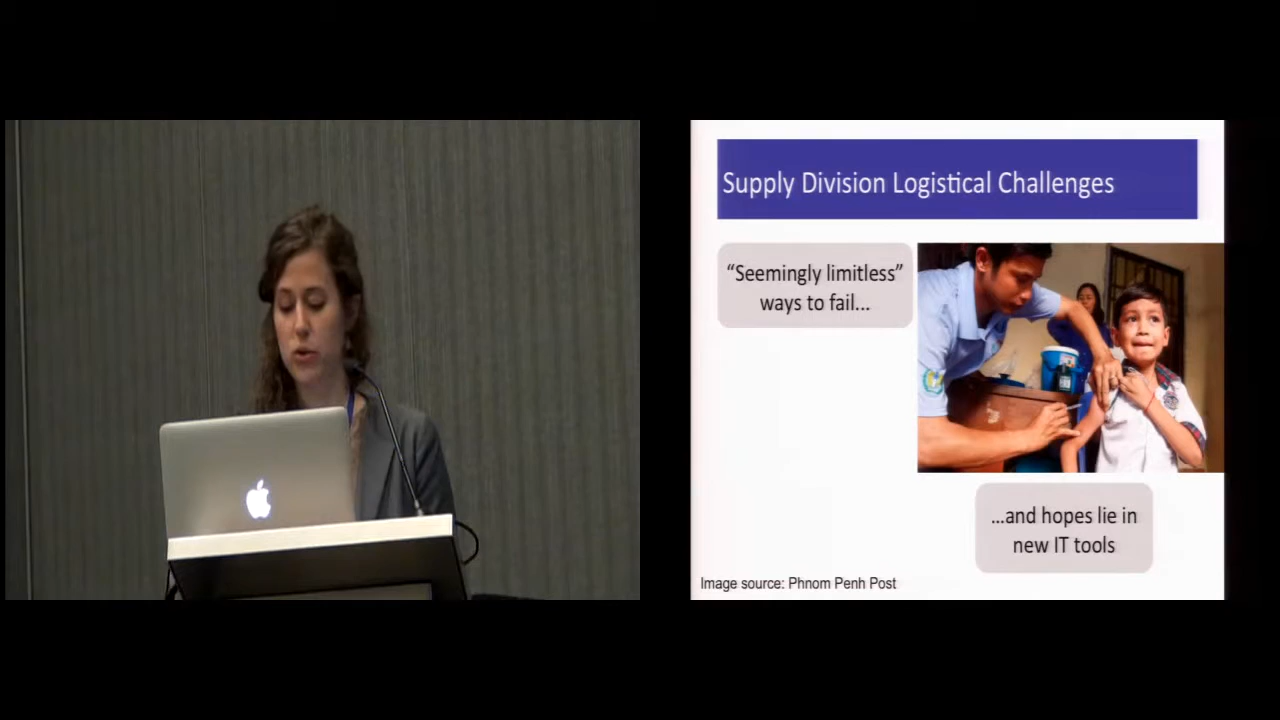 Supply Division Logistical Challenges
“Seemingly limitless”
ways to fail...
...and hopes lie in
new IT tools
Image source: Phnom Penh Post